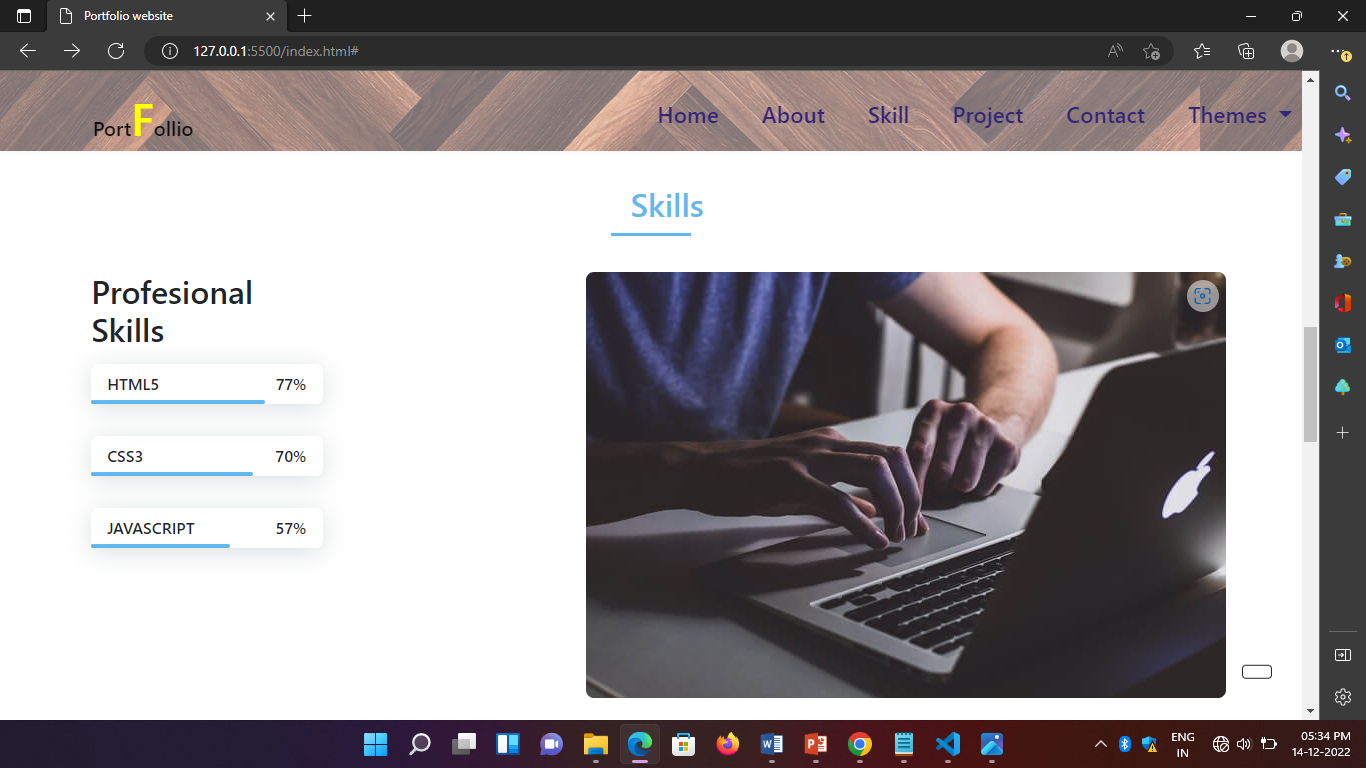 Portfolio website
127.0.0.1:5500/index.html#
PortFollio
Home About Skill Project Contact Themes
Skills
Profesional
Skills
HTML5 77%
CSS3 70%
JAVASCRIPT 57%
ENG
IN
05:34 PM
14-12-2022